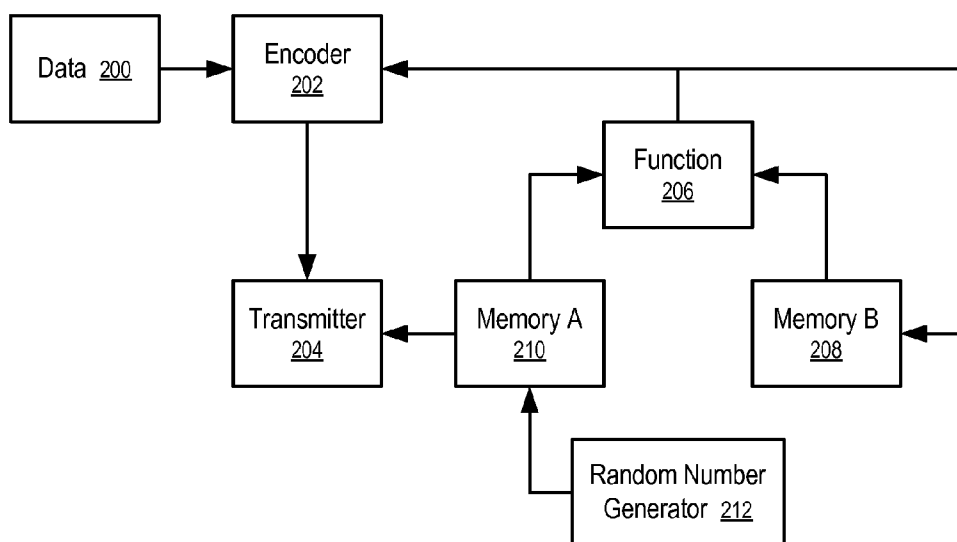 Data 200
Encoder
202
Function
206
Transmitter
204
Memory A
210
Memory B
208
Random Number
Generator 212